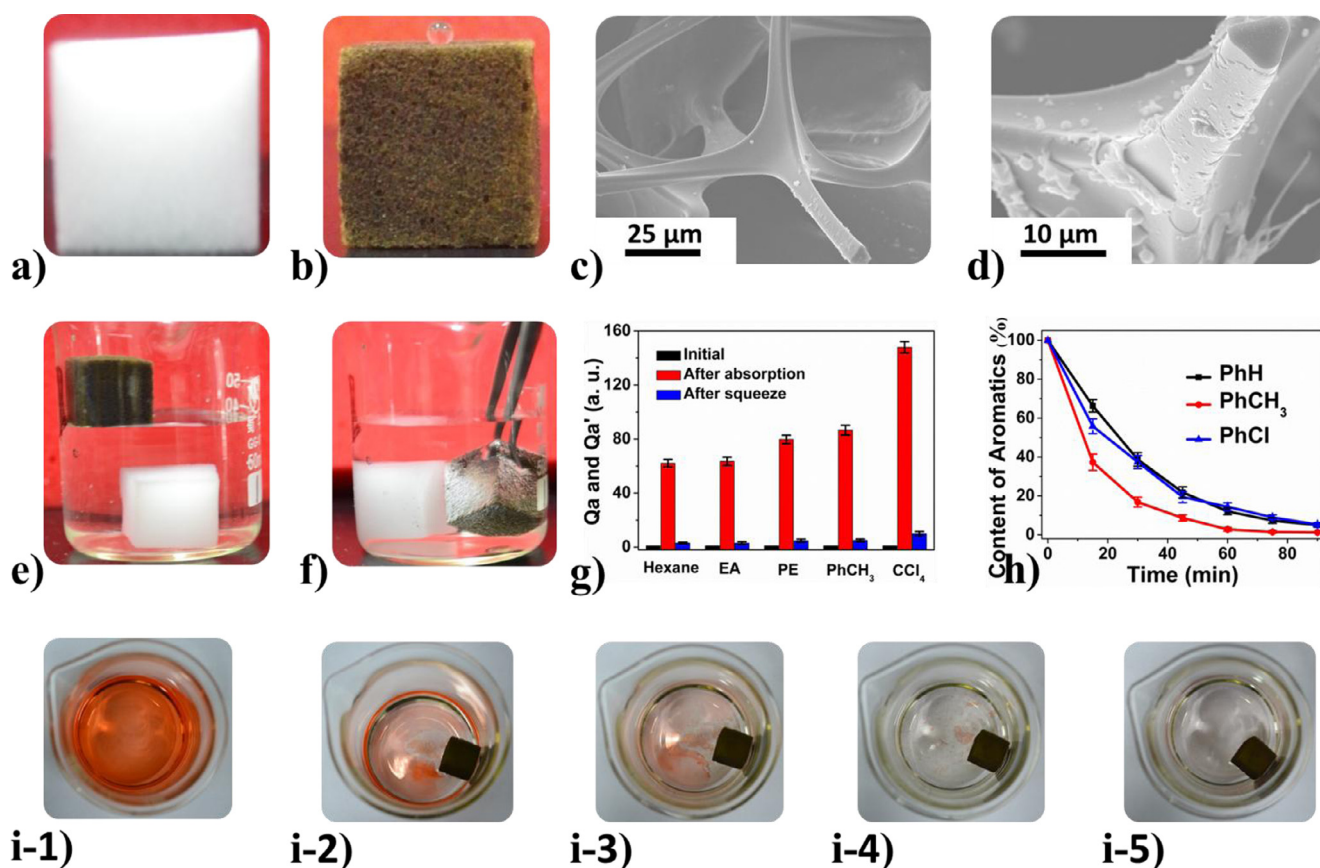 a)
b)
c)
25 µm
d)
10 µm
e)
50
40
f)
g)
Qa and Qa' (a. u.)
160
120
80
40
0
Initial
After absorption
After squeeze
Hexane
EA
PE
PhCH₃
CCl₄
h)
Content of Aromatics (%)
100
80
60
40
20
0
PhH
PhCH₃
PhCl
0
20
40
60
80
Time (min)
i-1)
i-2)
i-3)
i-4)
i-5)